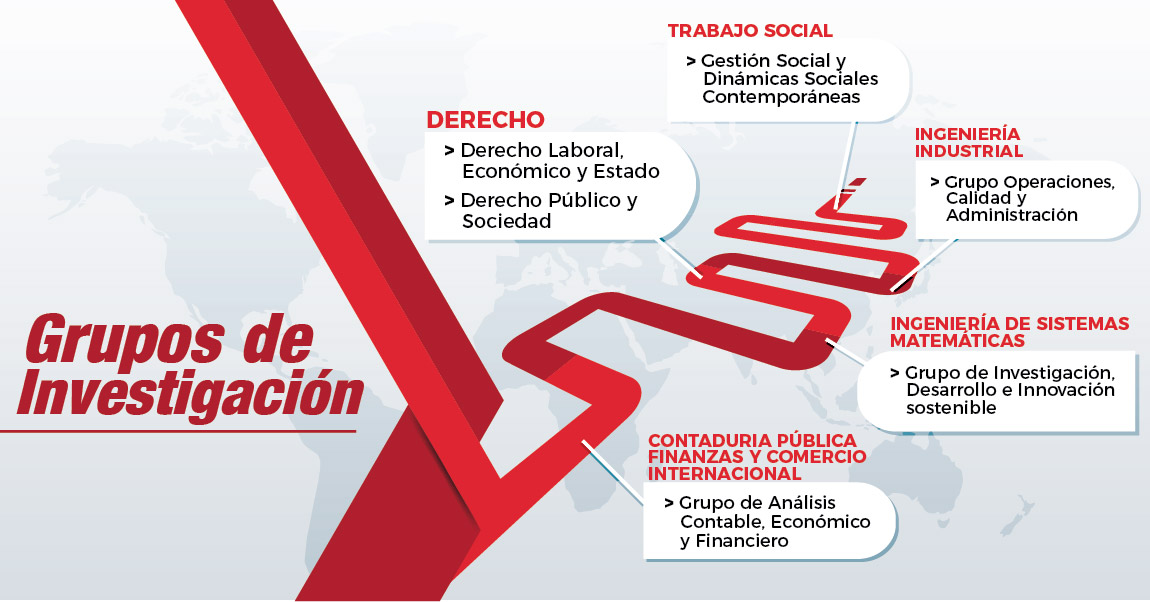 Grupos de
Investigación
TRABAJO SOCIAL
> Gestión Social y
Dinámicas Sociales
Contemporáneas
DERECHO
> Derecho Laboral,
Económico y Estado
> Derecho Público y
Sociedad
INGENIERÍA
INDUSTRIAL
> Grupo Operaciones,
Calidad y
Administración
INGENIERÍA DE SISTEMAS
MATEMÁTICAS
> Grupo de Investigación,
Desarrollo e Innovación
sostenible
CONTADURIA PÚBLICA
FINANZAS Y COMERCIO
INTERNACIONAL
> Grupo de Análisis
Contable, Económico
y Financiero